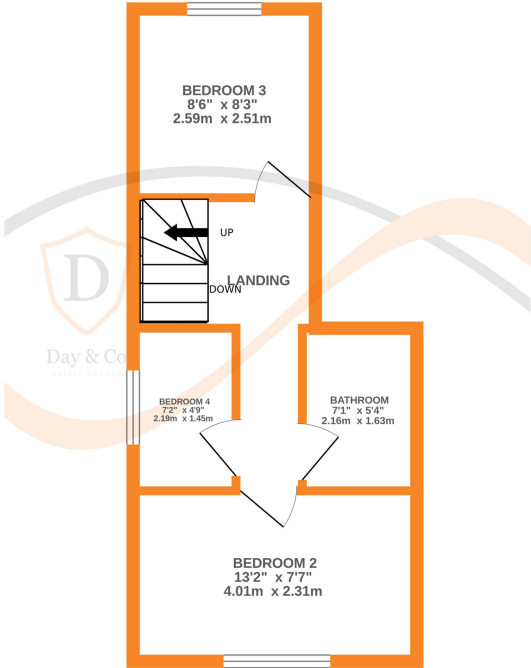 BEDROOM 3
8'6" x 8'3"
2.59m x 2.51m
UP
LANDING
DOWN
D
Day & Co
ESTATE AGENTS
BEDROOM 4
7'2" x 4'9"
2.19m x 1.45m
BATHROOM
7'1" x 5'4"
2.16m x 1.63m
BEDROOM 2
13'2" x 7'7"
4.01m x 2.31m